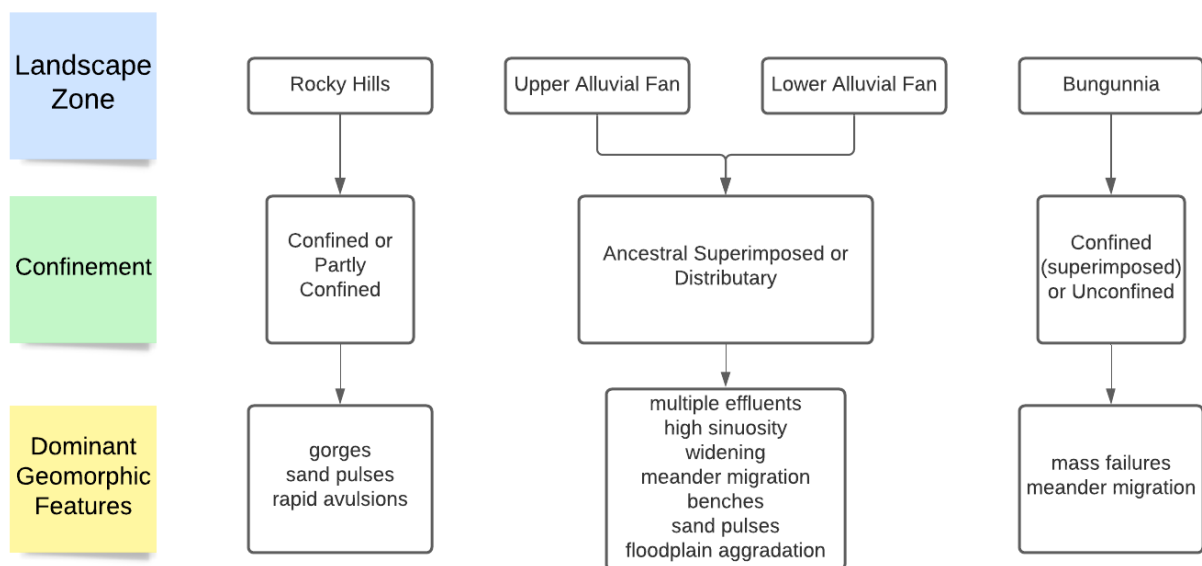 Landscape
Zone
Rocky Hills
Upper Alluvial Fan
Lower Alluvial Fan
Bungunnia
Confinement
Confined or
Partly
Confined
Ancestral Superimposed or
Distributary
Confined
(superimposed)
or Unconfined
Dominant
Geomorphic
Features
gorges
sand pulses
rapid avulsions
multiple effluents
high sinuosity
widening
meander migration
benches
sand pulses
floodplain aggradation
mass failures
meander migration